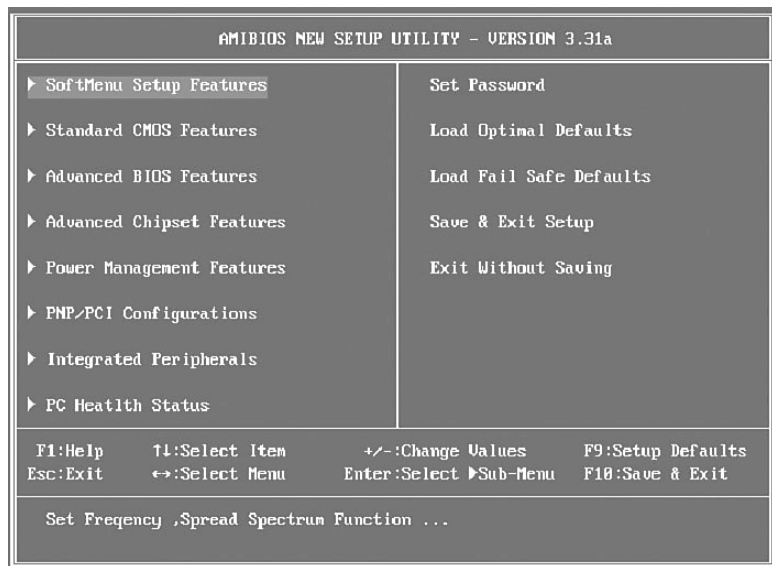 AMIBIOS NEW SETUP UTILITY - VERSION 3.31a
▶ SoftMenu Setup Features
▶ Standard CMOS Features
▶ Advanced BIOS Features
▶ Advanced Chipset Features
▶ Power Management Features
▶ PNP/PCI Configurations
▶ Integrated Peripherals
▶ PC Heatlth Status
Set Password
Load Optimal Defaults
Load Fail Safe Defaults
Save & Exit Setup
Exit Without Saving
F1:Help ↑↓:Select Item +/-:Change Values F9:Setup Defaults
Esc:Exit ↔:Select Menu Enter:Select ▶Sub-Menu F10:Save & Exit
Set Freqency ,Spread Spectrum Function ...